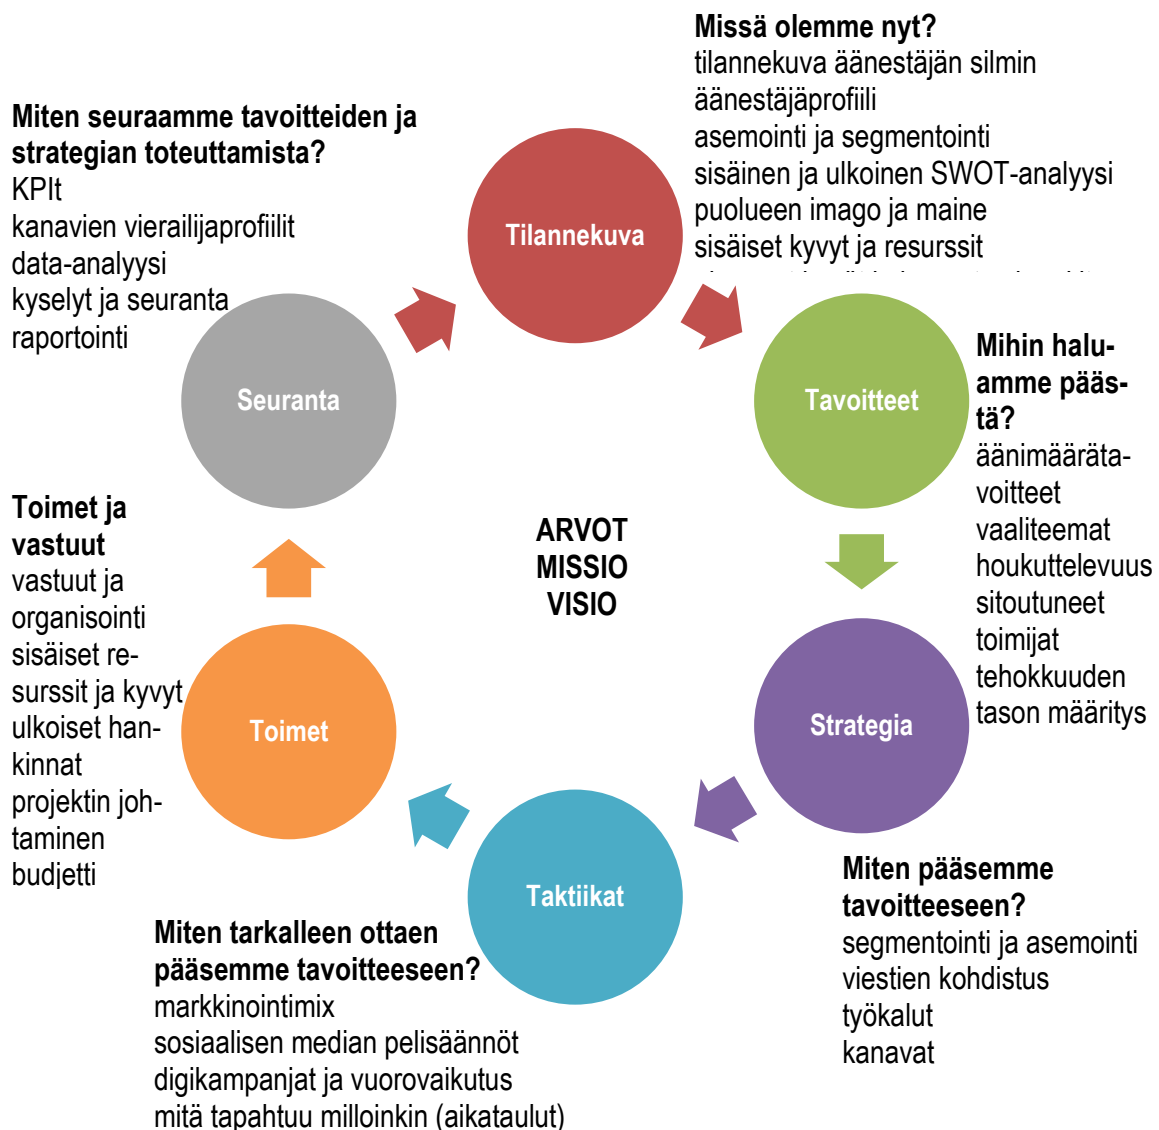 Missä olemme nyt?
tilannekuva äänestäjän silmin
äänestäjäprofiili
asemointi ja segmentointi
sisäinen ja ulkoinen SWOT-analyysi
puolueen imago ja maine
sisäiset kyvyt ja resurssit
Miten seuraamme tavoitteiden ja
strategian toteuttamista?
KPIt
kanavien vierailijaprofiilit
data-analyysi
kyselyt ja seuranta
raportointi
Tilannekuva
Seuranta
Tavoitteet
Mihin halu-
amme pääs-
tä?
äänimääräta-
voitteet
vaaliteemat
houkuttelevuus
sitoutuneet
toimijat
tehokkuuden
tason määritys
ARVOT
MISSIO
VISIO
Toimet ja
vastuut
vastuut ja
organisointi
sisäiset re-
surssit ja kyvyt
ulkoiset han-
kinnat
projektin joh-
taminen
budjetti
Toimet
Strategia
Taktiikat
Miten pääsemme
tavoitteeseen?
segmentointi ja asemointi
viestien kohdistus
työkalut
kanavat
Miten tarkalleen ottaen
pääsemme tavoitteeseen?
markkinointimix
sosiaalisen median pelisäännöt
digikampanjat ja vuorovaikutus
mitä tapahtuu milloinkin (aikataulut)